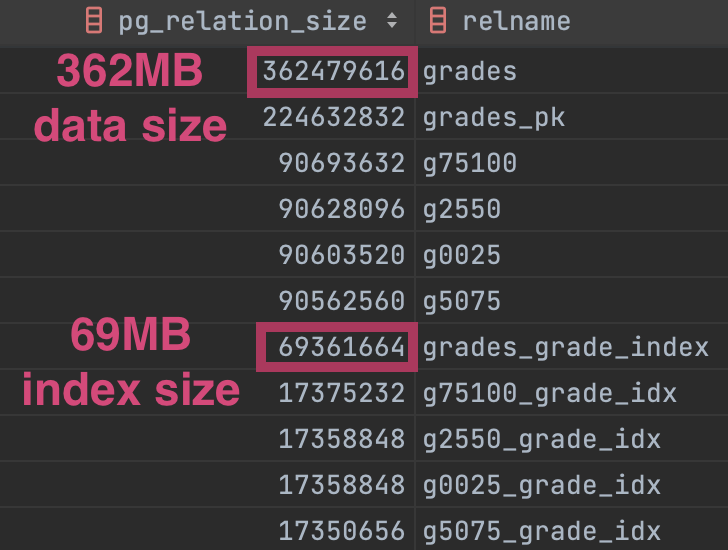 pg_relation_size relname
362MB
data size
362479616 grades
224632832 grades_pk
90693632 g75100
90628096 g2550
90603520 g0025
90562560 g5075
69MB
index size
69361664 grades_grade_index
17375232 g75100_grade_idx
17358848 g2550_grade_idx
17358848 g0025_grade_idx
17350656 g5075_grade_idx